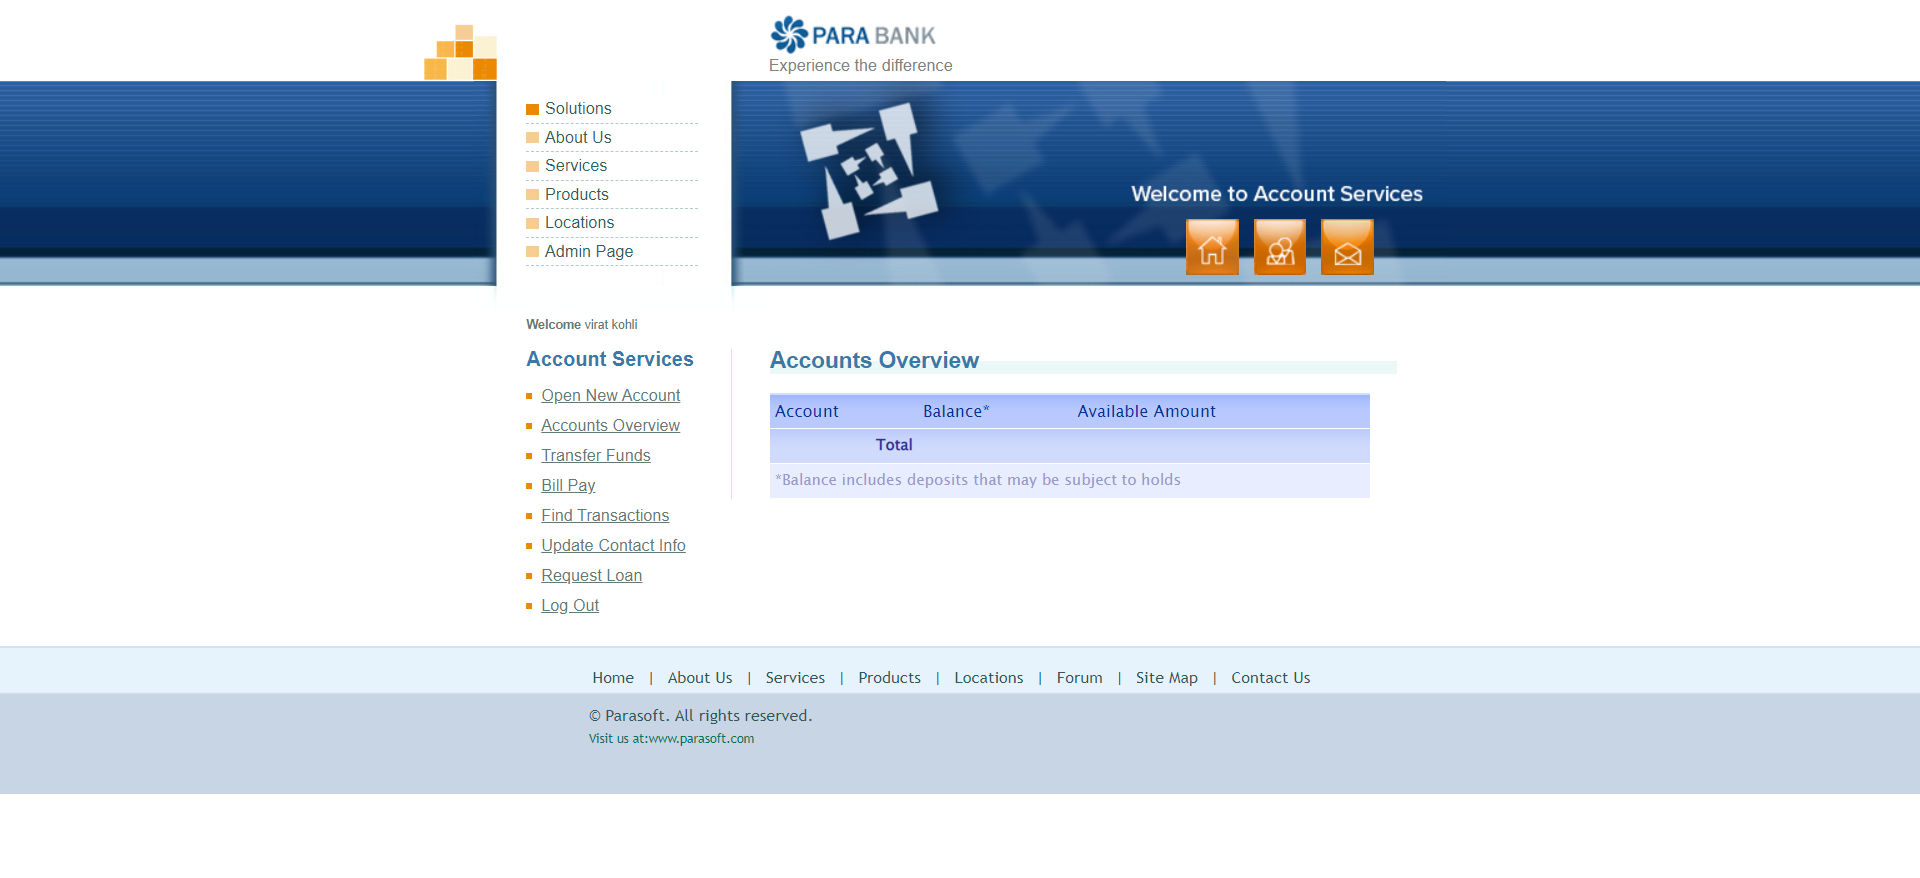 PARA BANK
Experience the difference
Solutions
About Us
Services
Products
Locations
Admin Page
Welcome to Account Services
Welcome virat kohli
Account Services
Open New Account
Accounts Overview
Transfer Funds
Bill Pay
Find Transactions
Update Contact Info
Request Loan
Log Out
Accounts Overview
Account Balance* Available Amount
Total
*Balance includes deposits that may be subject to holds
Home | About Us | Services | Products | Locations | Forum | Site Map | Contact Us
© Parasoft. All rights reserved.
Visit us at:www.parasoft.com